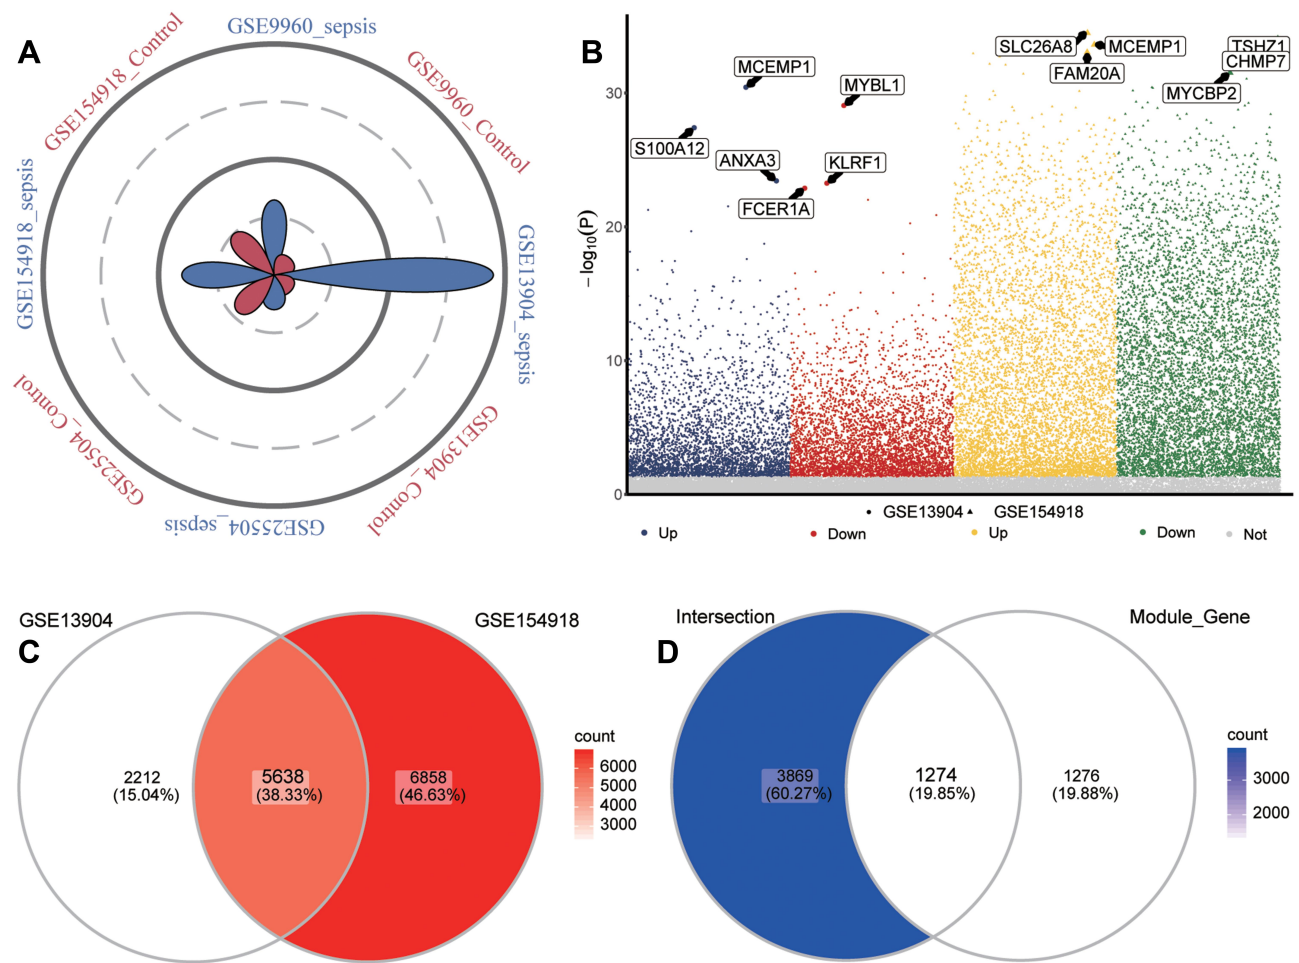 A
GSE9960_sepsis
GSE9960_Control
GSE13904_sepsis
GSE13904_Control
GSE25504_sepsis
GSE25504_Control
GSE154918_sepsis
GSE154918_Control
B
− log10(P)
30
20
10
0
MCEMP1
MYBL1
S100A12
ANXA3
KLRF1
FCER1A
SLC26A8
MCEMP1
FAM20A
TSHZ1
CHMP7
MYCBP2
GSE13904
GSE154918
Up
Down
Up
Down
Not
GSE13904
GSE154918
C
2212
(15.04%)
5638
(38.33%)
6858
(46.63%)
count
6000
5000
4000
3000
Intersection
Module_Gene
D
3869
(60.27%)
1274
(19.85%)
1276
(19.88%)
count
3000
2000